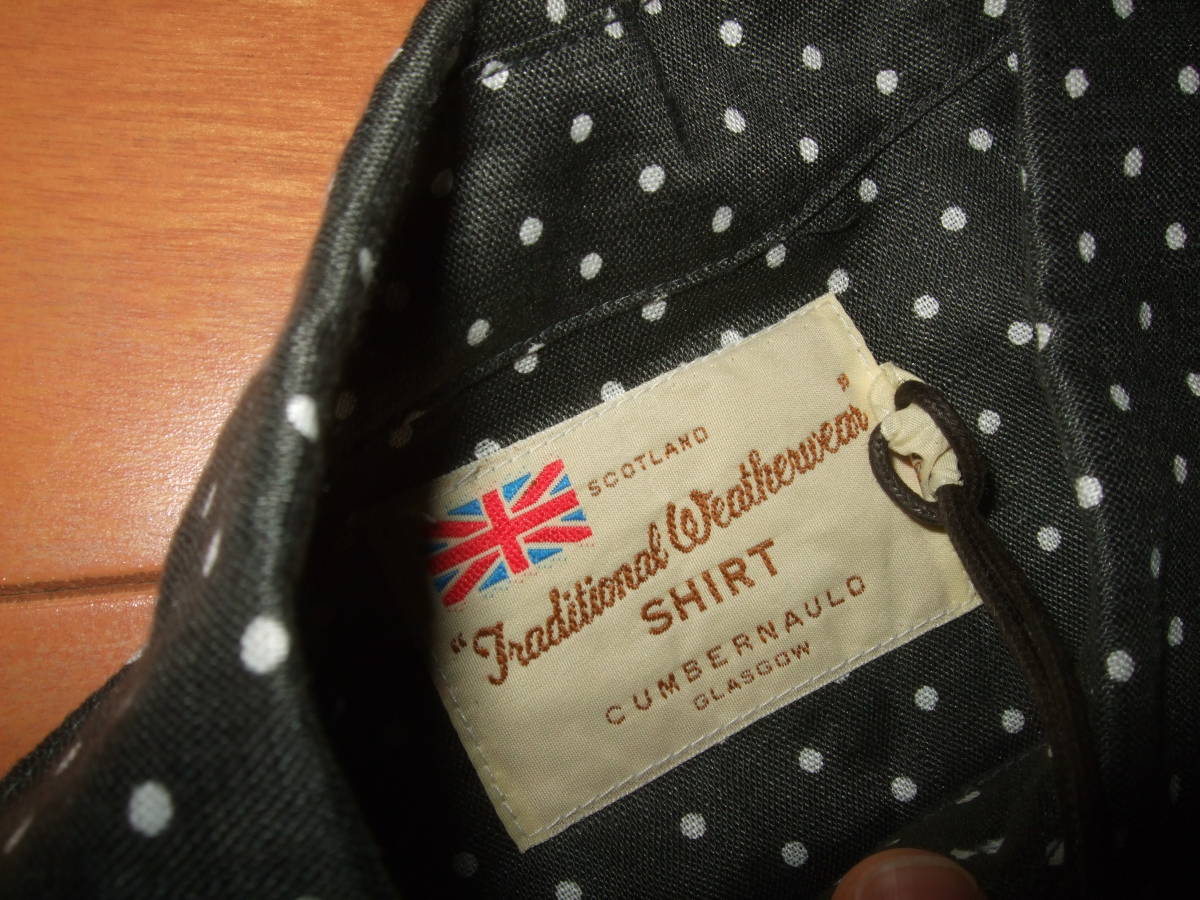 SCOTLAND
"Traditional Weatherwear"
SHIRT
CUMBERNAULD
GLASGOW